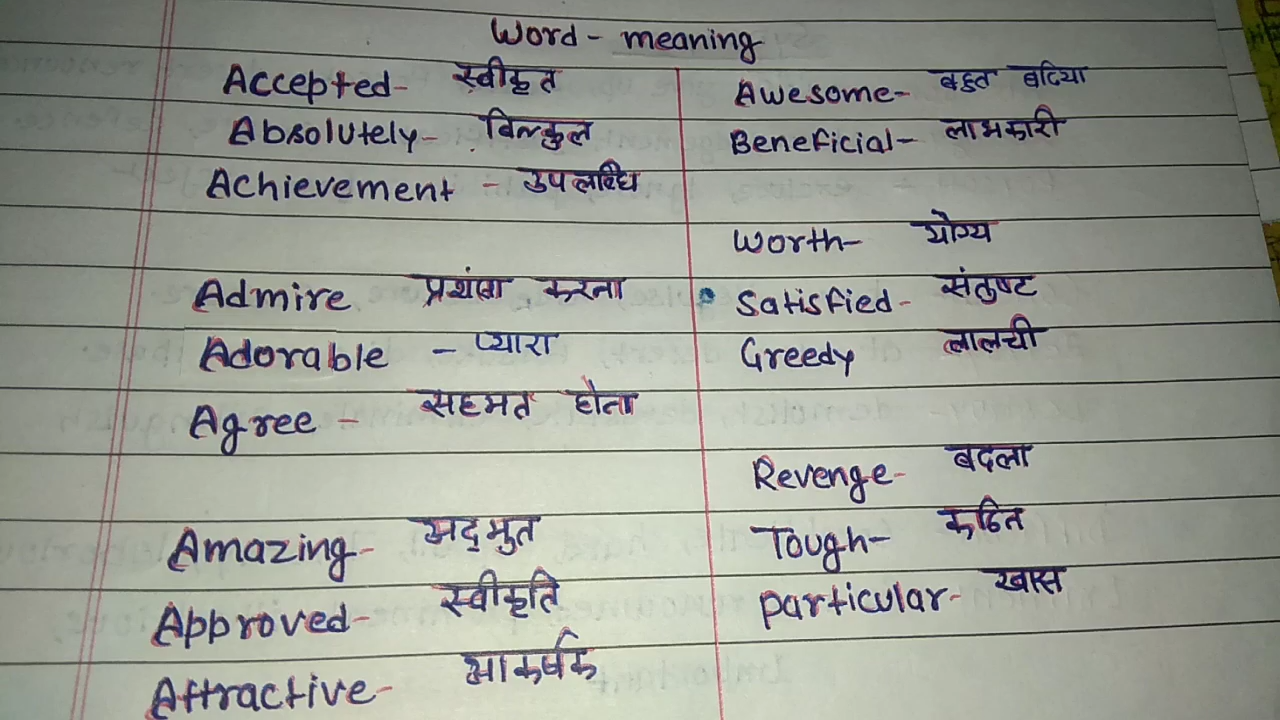 Word - meaning
Accepted- स्वीकृत
Absolutely- बिल्कुल
Achievement - उपलब्धि
Admire प्रशंसा करना
Adorable - प्यारा
Agree - सहमत होना
Amazing- अद्भुत
Approved- स्वीकृति
Attractive- आकर्षक
Awesome- बहुत बढिया
Beneficial- लाभकारी
Worth- योग्य
Satisfied- संतुष्ट
Greedy लालची
Revenge- बदला
Tough- कठिन
particular- खास